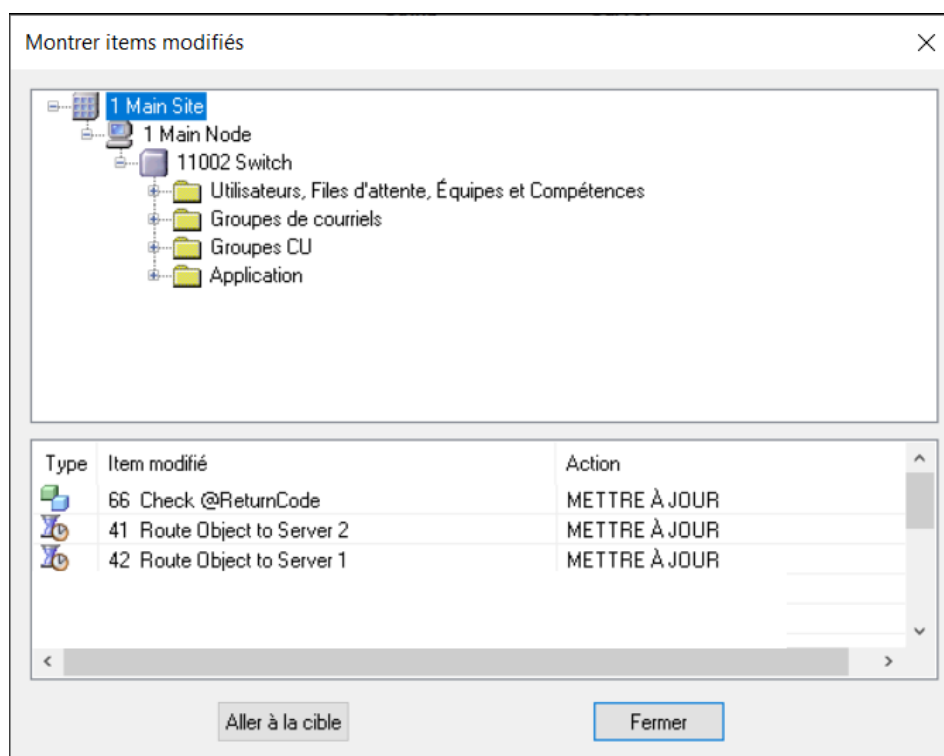 Montrer items modifiés
1 Main Site
1 Main Node
11002 Switch
Utilisateurs, Files d'attente, Équipes et Compétences
Groupes de courriels
Groupes CU
Application
Type Item modifié Action
66 Check @ReturnCode METTRE À JOUR
41 Route Object to Server 2 METTRE À JOUR
42 Route Object to Server 1 METTRE À JOUR
Aller à la cible Fermer